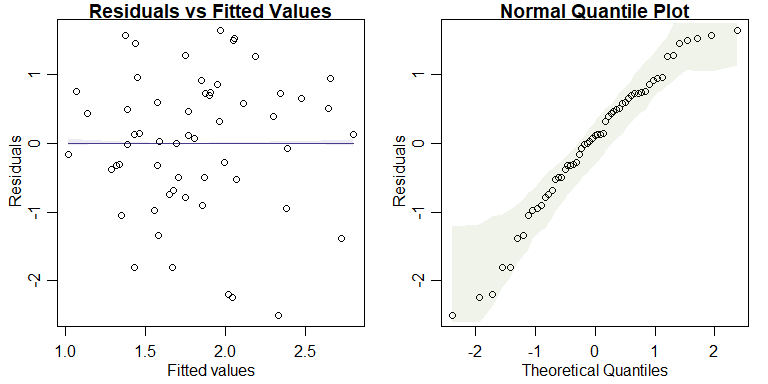 Residuals vs Fitted Values
Residuals
1
0
-1
-2
1.0 1.5 2.0 2.5
Fitted values
Normal Quantile Plot
Residuals
1
0
-1
-2
-2 -1 0 1 2
Theoretical Quantiles